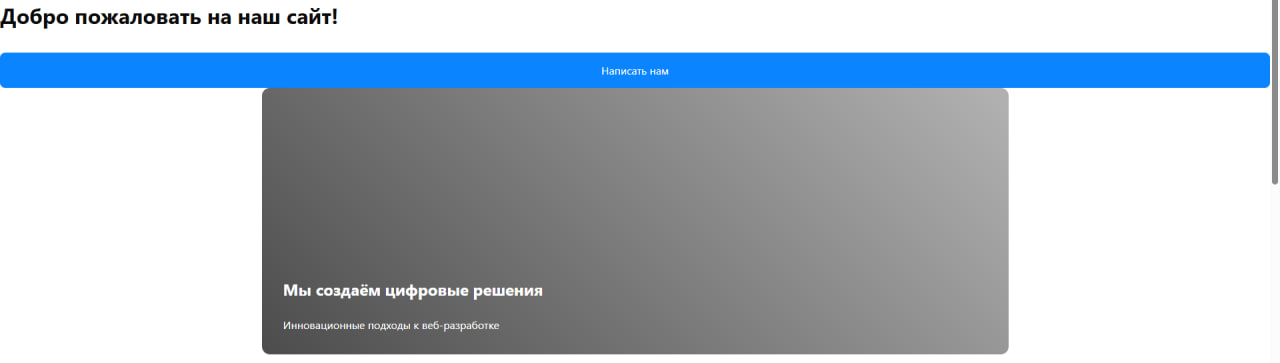 Добро пожаловать на наш сайт!
Написать нам
Мы создаём цифровые решения
Инновационные подходы к веб-разработке